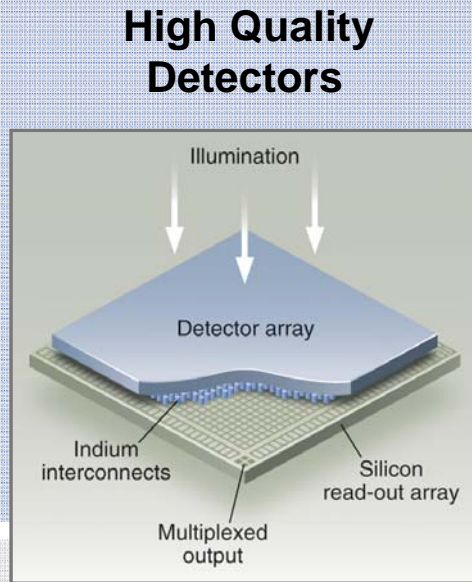 High Quality
Detectors
Illumination
Detector array
Indium
interconnects
Silicon
read-out array
Multiplexed
output